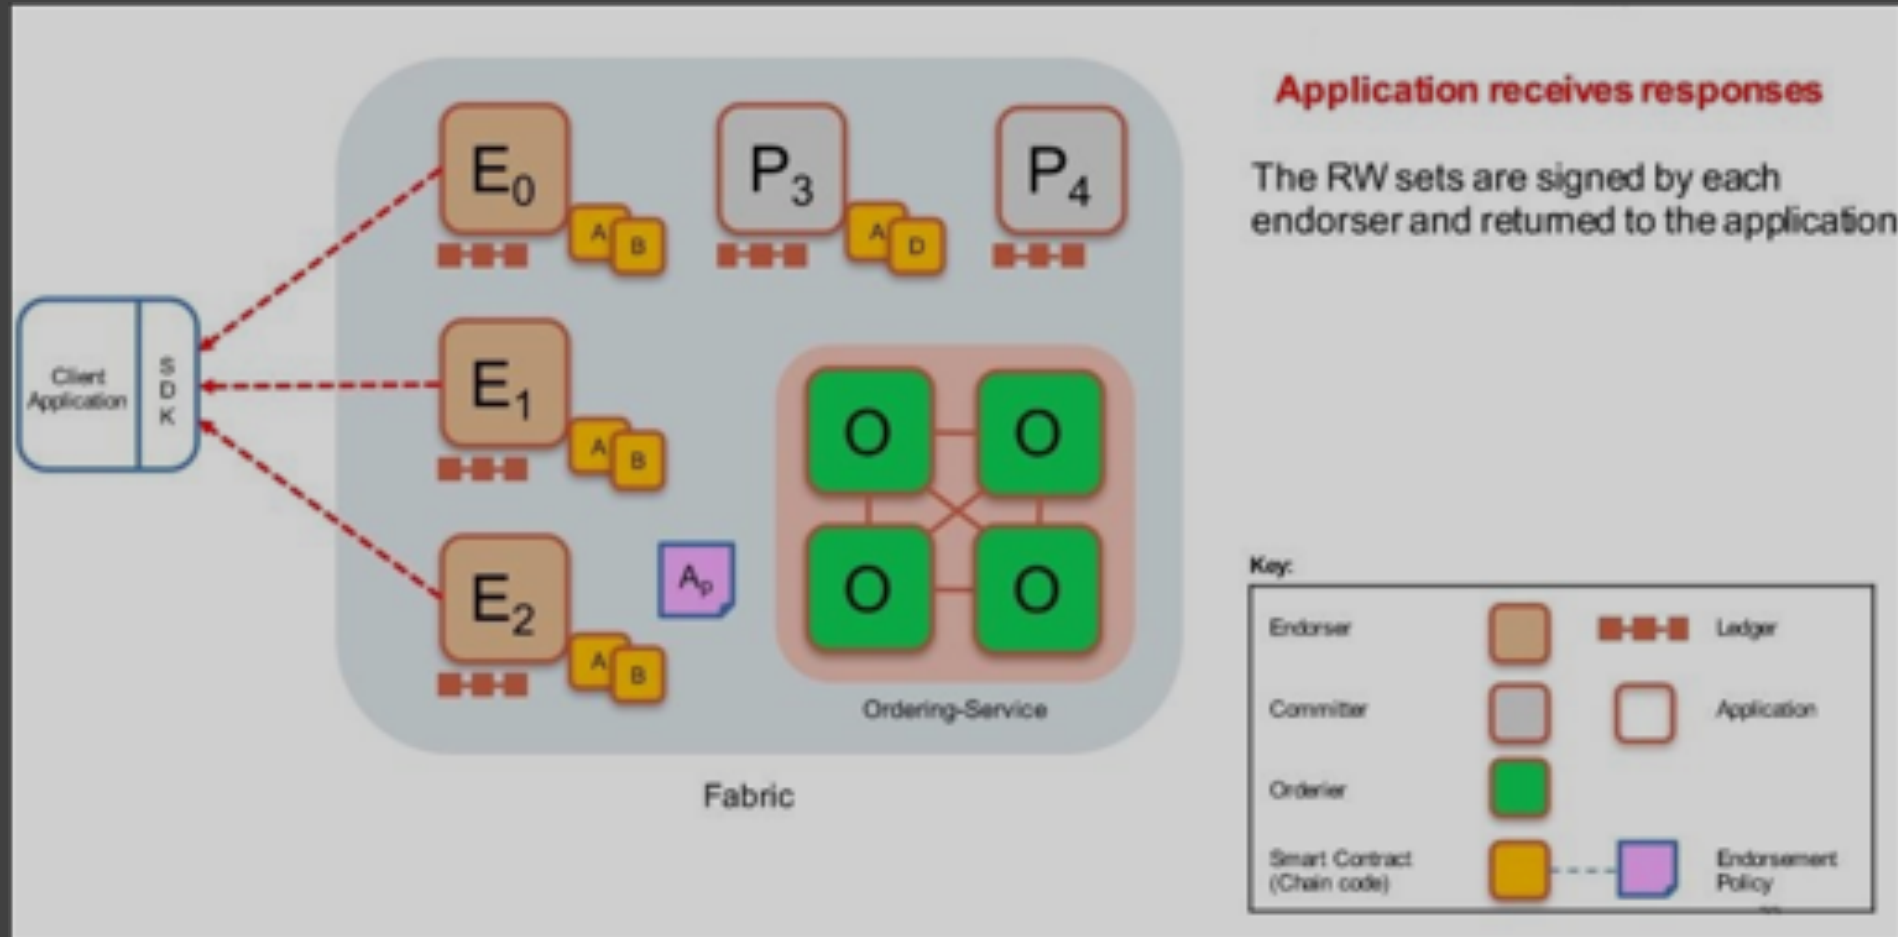 Application receives responses
The RW sets are signed by each
endorser and returned to the application
E0
A
B
P3
A
D
P4
Client
Application
S
D
K
E1
A
B
E2
A
B
Ap
O
O
O
O
Ordering-Service
Fabric
Key:
Endorser
Ledger
Committer
Application
Orderier
Smart Contract
(Chain code)
Endorsement
Policy